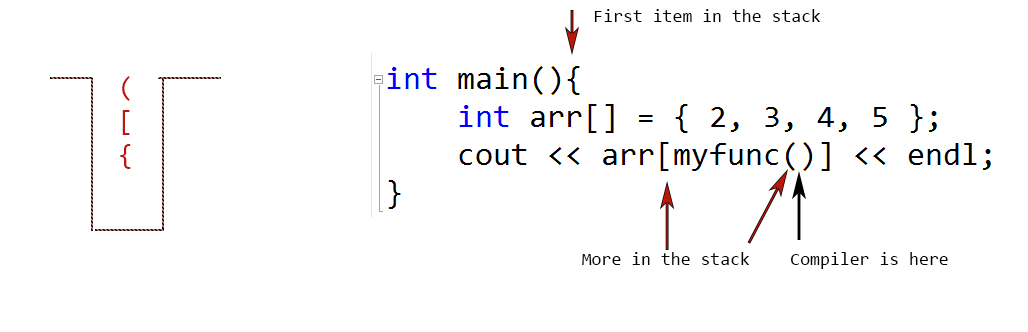 First item in the stack
(
[
{
int main(){
int arr[] = { 2, 3, 4, 5 };
cout << arr[myfunc()] << endl;
}
More in the stack
Compiler is here